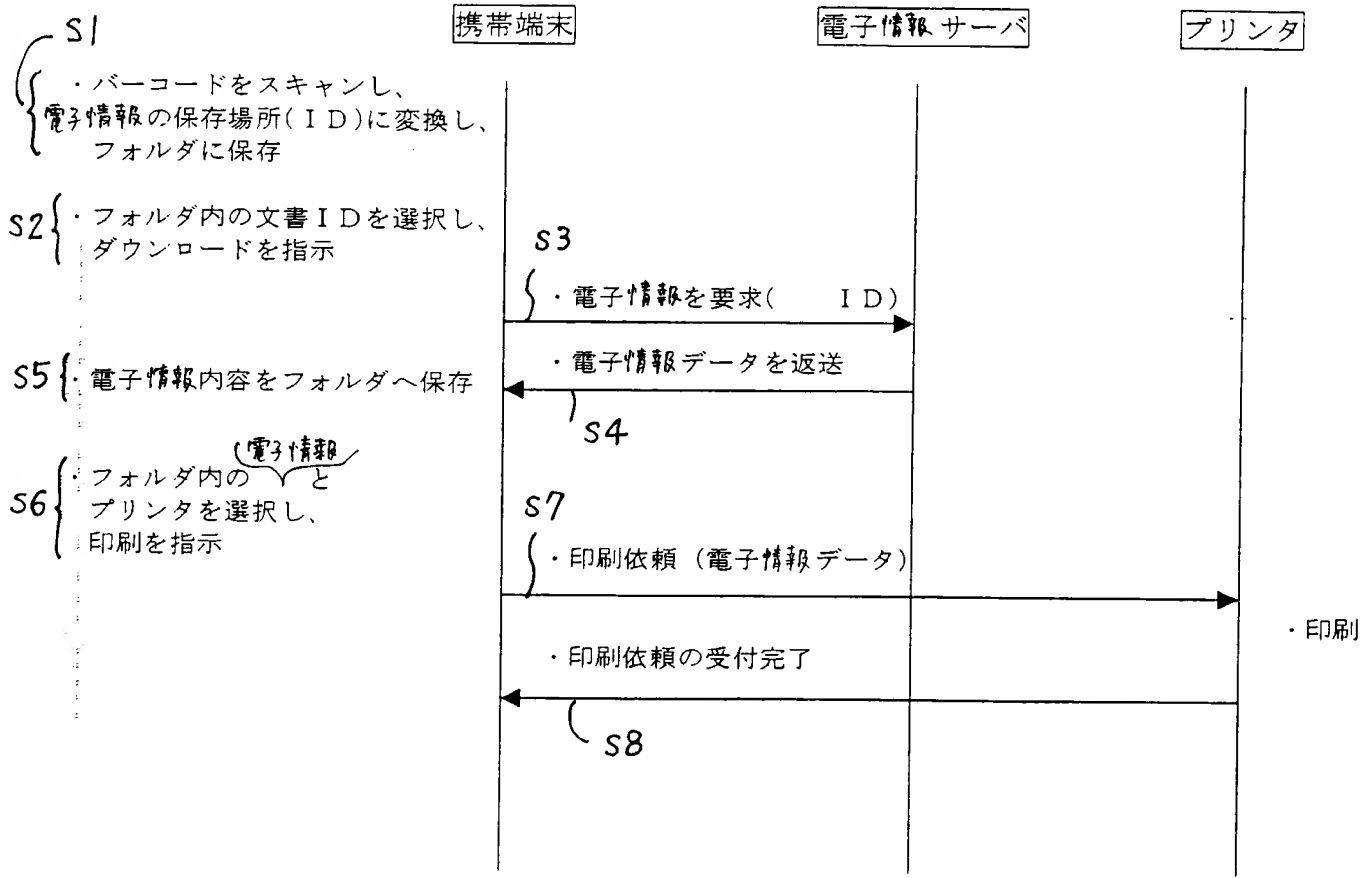 携帯端末
電子情報サーバ
プリンタ
S1
・バーコードをスキャンし、
電子情報の保存場所(ID)に変換し、
フォルダに保存
S2
・フォルダ内の文書IDを選択し、
ダウンロードを指示
S3
・電子情報を要求( ID)
・電子情報データを返送
S4
S5
・電子情報内容をフォルダへ保存
S6
電子情報
・フォルダ内の と
プリンタを選択し、
印刷を指示
S7
・印刷依頼(電子情報データ)
・印刷
・印刷依頼の受付完了
S8